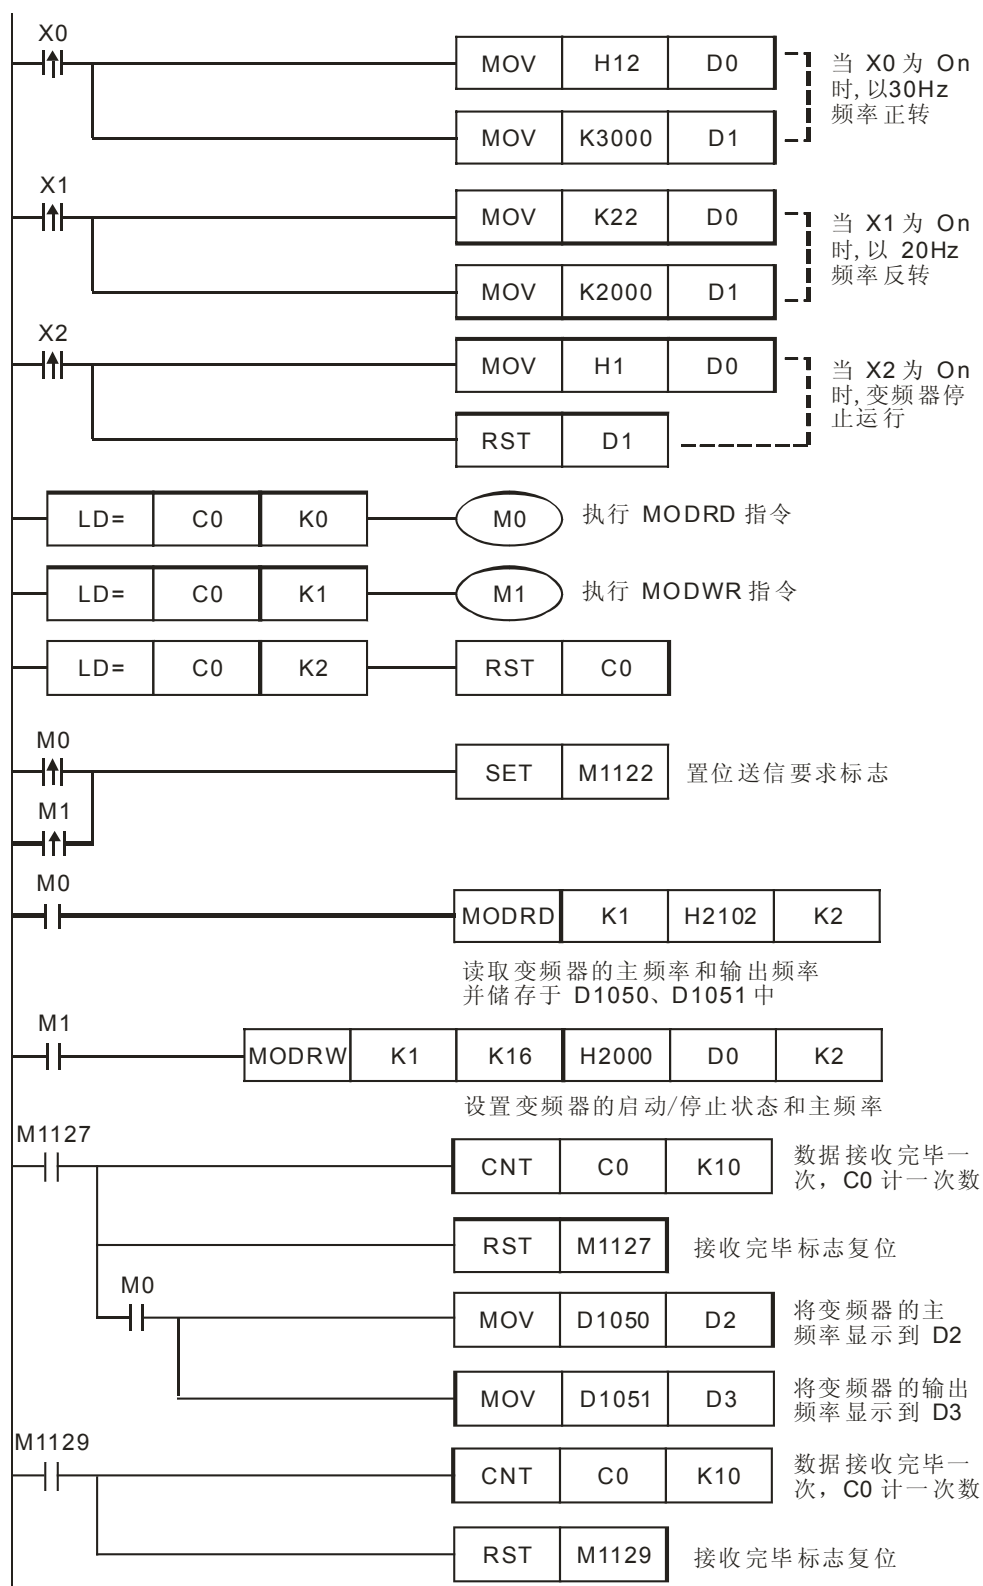 X0
MOV H12 D0
当 X0 为 On
时,以30Hz
频率正转
MOV K3000 D1
X1
MOV K22 D0
当 X1 为 On
时,以 20Hz
频率反转
MOV K2000 D1
X2
MOV H1 D0
当 X2 为 On
时,变频器停
止运行
RST D1
LD= C0 K0 M0 执行 MODRD 指令
LD= C0 K1 M1 执行 MODWR 指令
LD= C0 K2 RST C0
M0
SET M1122 置位送信要求标志
M1
M0
MODRD K1 H2102 K2
读取变频器的主频率和输出频率
并储存于 D1050、D1051 中
M1
MODRW K1 K16 H2000 D0 K2
设置变频器的启动/停止状态和主频率
M1127
CNT C0 K10
数据接收完毕一
次，C0 计一次数
RST M1127 接收完毕标志复位
M0
MOV D1050 D2
将变频器的主
频率显示到 D2
MOV D1051 D3
将变频器的输出
频率显示到 D3
M1129
CNT C0 K10
数据接收完毕一
次，C0 计一次数
RST M1129 接收完毕标志复位